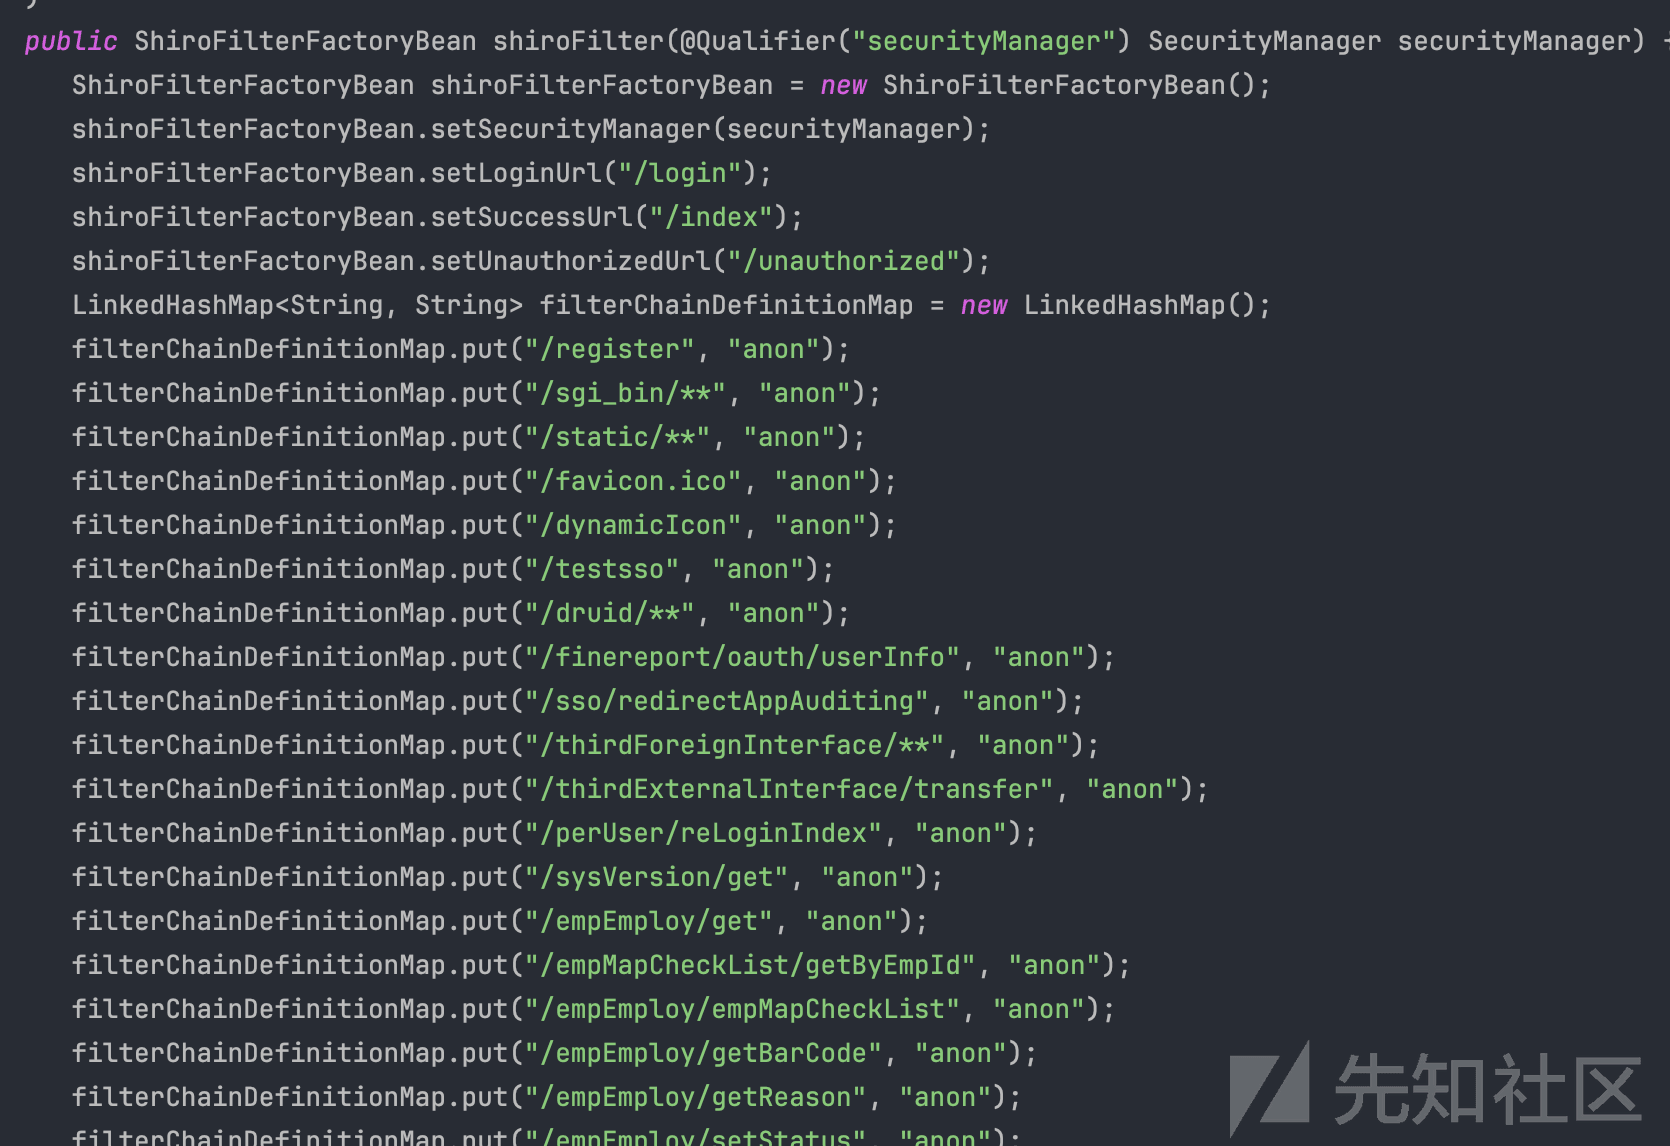 }
public ShiroFilterFactoryBean shiroFilter(@Qualifier("securityManager") SecurityManager securityManager) {
ShiroFilterFactoryBean shiroFilterFactoryBean = new ShiroFilterFactoryBean();
shiroFilterFactoryBean.setSecurityManager(securityManager);
shiroFilterFactoryBean.setLoginUrl("/login");
shiroFilterFactoryBean.setSuccessUrl("/index");
shiroFilterFactoryBean.setUnauthorizedUrl("/unauthorized");
LinkedHashMap<String, String> filterChainDefinitionMap = new LinkedHashMap();
filterChainDefinitionMap.put("/register", "anon");
filterChainDefinitionMap.put("/sgi_bin/**", "anon");
filterChainDefinitionMap.put("/static/**", "anon");
filterChainDefinitionMap.put("/favicon.ico", "anon");
filterChainDefinitionMap.put("/dynamicIcon", "anon");
filterChainDefinitionMap.put("/testsso", "anon");
filterChainDefinitionMap.put("/druid/**", "anon");
filterChainDefinitionMap.put("/finereport/oauth/userInfo", "anon");
filterChainDefinitionMap.put("/sso/redirectAppAuditing", "anon");
filterChainDefinitionMap.put("/thirdForeignInterface/**", "anon");
filterChainDefinitionMap.put("/thirdExternalInterface/transfer", "anon");
filterChainDefinitionMap.put("/perUser/reLoginIndex", "anon");
filterChainDefinitionMap.put("/sysVersion/get", "anon");
filterChainDefinitionMap.put("/empEmploy/get", "anon");
filterChainDefinitionMap.put("/empMapCheckList/getByEmpId", "anon");
filterChainDefinitionMap.put("/empEmploy/empMapCheckList", "anon");
filterChainDefinitionMap.put("/empEmploy/getBarCode", "anon");
filterChainDefinitionMap.put("/empEmploy/getReason", "anon");
filterChainDefinitionMap.put("/empEmploy/setStatus", "anon");
先知社区